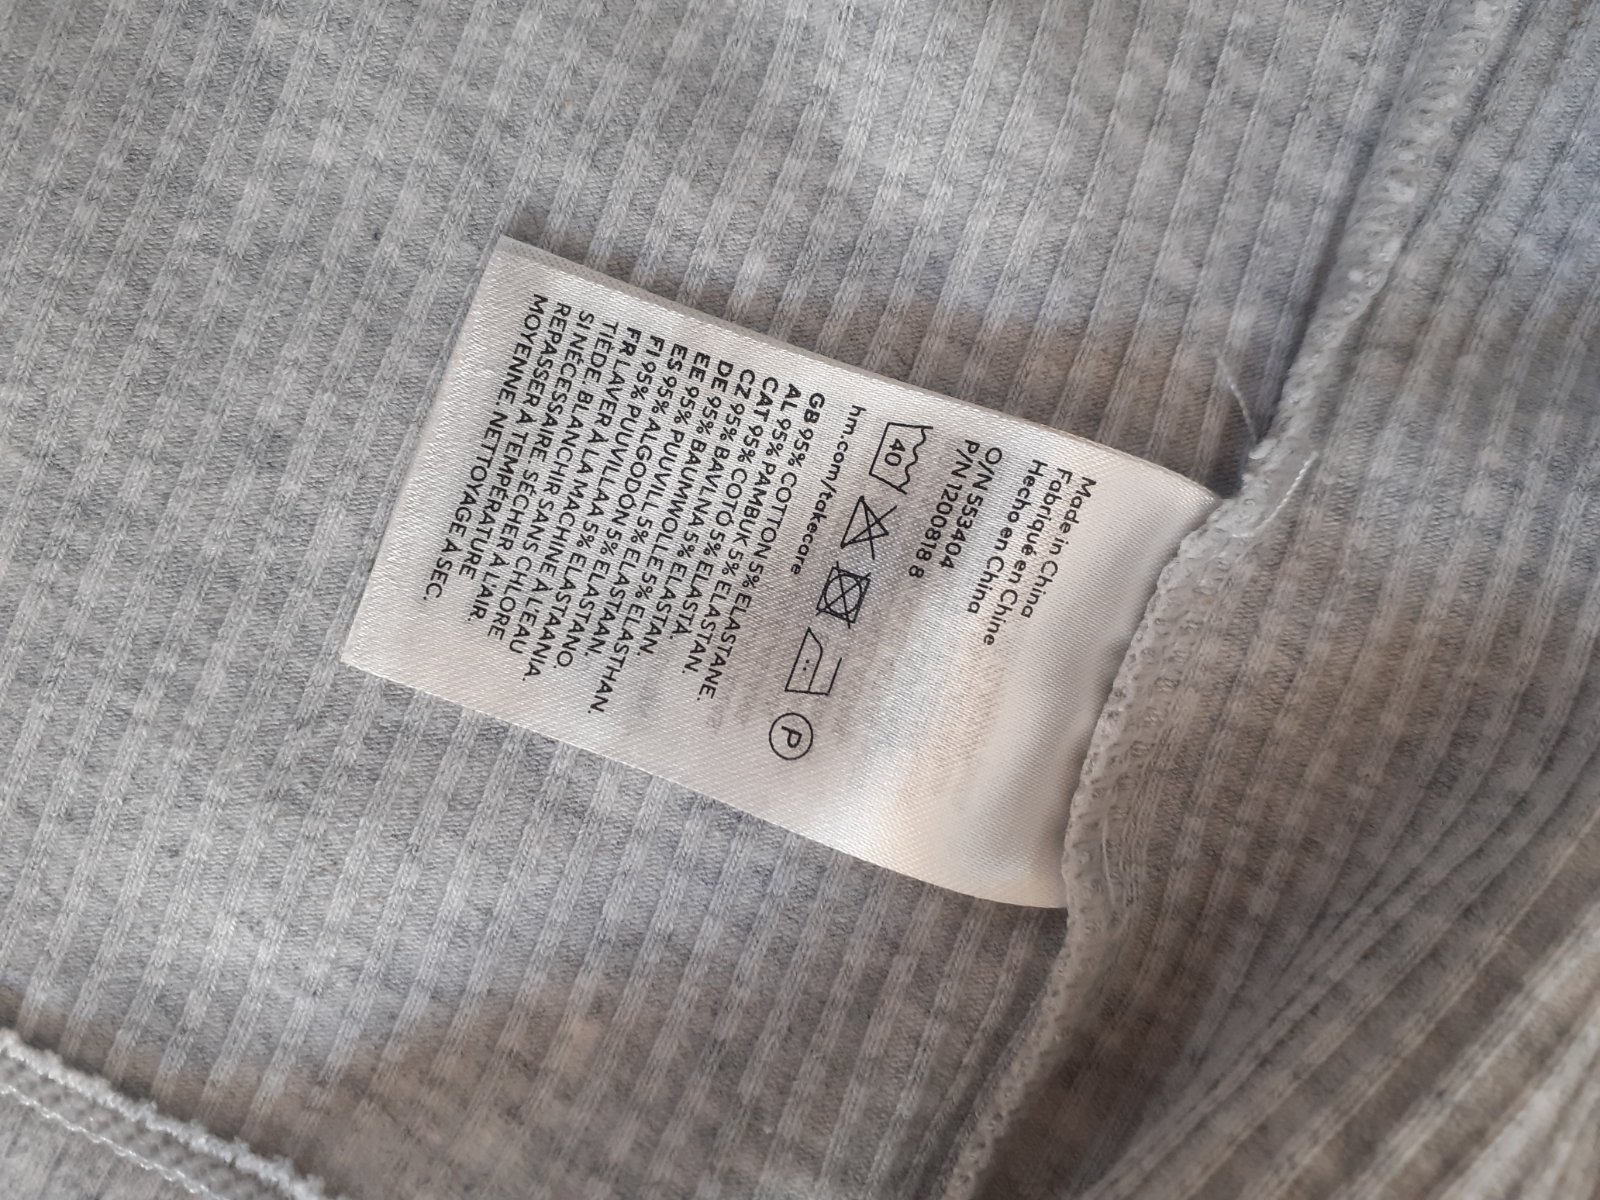 Made in China
Fabriqué en Chine
Hecho en China
O/N 553404
P/N 1200818 8
40
P
hm.com/takecare
GB 95% COTTON 5% ELASTANE.
AL 95% PAMBUK 5% ELASTAN.
CAT 95% COTÓ 5% ELASTÀ.
CZ 95% BAVLNA 5% ELASTAN.
DE 95% BAUMWOLLE 5% ELASTHAN.
EE 95% PUUVILL 5% ELASTAAN.
ES 95% ALGODÓN 5% ELASTANO.
FI 95% PUUVILLAA 5% ELASTAANIA.
FR LAVER A LA MACHINE A L'EAU
TIEDE. BLANCHIR SANS CHLORE
SI NÉCESSAIRE. SÉCHER A L'AIR.
REPASSER A TEMPÉRATURE
MOYENNE. NETTOYAGE A SEC.